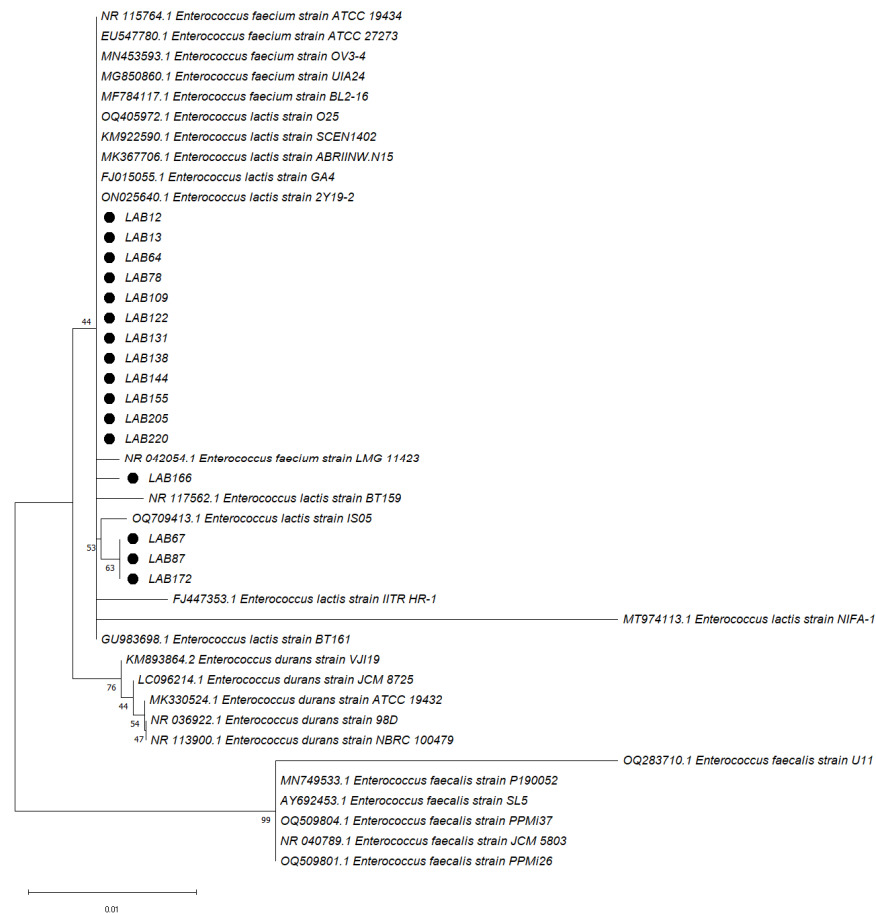 NR 115764.1 Enterococcus faecium strain ATCC 19434
EU547780.1 Enterococcus faecium strain ATCC 27273
MN453593.1 Enterococcus faecium strain OV3-4
MG850860.1 Enterococcus faecium strain UIA24
MF784117.1 Enterococcus faecium strain BL2-16
OQ405972.1 Enterococcus lactis strain O25
KM922590.1 Enterococcus lactis strain SCEN1402
MK367706.1 Enterococcus lactis strain ABRIINW.N15
FJ015055.1 Enterococcus lactis strain GA4
ON025640.1 Enterococcus lactis strain 2Y19-2
LAB12
LAB13
LAB64
LAB78
LAB109
LAB122
44
LAB131
LAB138
LAB144
LAB155
LAB205
LAB220
NR 042054.1 Enterococcus faecium strain LMG 11423
LAB166
NR 117562.1 Enterococcus lactis strain BT159
OQ709413.1 Enterococcus lactis strain IS05
LAB67
53
LAB87
63
LAB172
FJ447353.1 Enterococcus lactis strain IITR HR-1
MT974113.1 Enterococcus lactis strain NIFA-1
GU983698.1 Enterococcus lactis strain BT161
KM893864.2 Enterococcus durans strain VJI19
LC096214.1 Enterococcus durans strain JCM 8725
76
MK330524.1 Enterococcus durans strain ATCC 19432
44
NR 036922.1 Enterococcus durans strain 98D
54
NR 113900.1 Enterococcus durans strain NBRC 100479
47
OQ283710.1 Enterococcus faecalis strain U11
MN749533.1 Enterococcus faecalis strain P190052
AY692453.1 Enterococcus faecalis strain SL5
OQ509804.1 Enterococcus faecalis strain PPMi37
99
NR 040789.1 Enterococcus faecalis strain JCM 5803
OQ509801.1 Enterococcus faecalis strain PPMi26
0.01